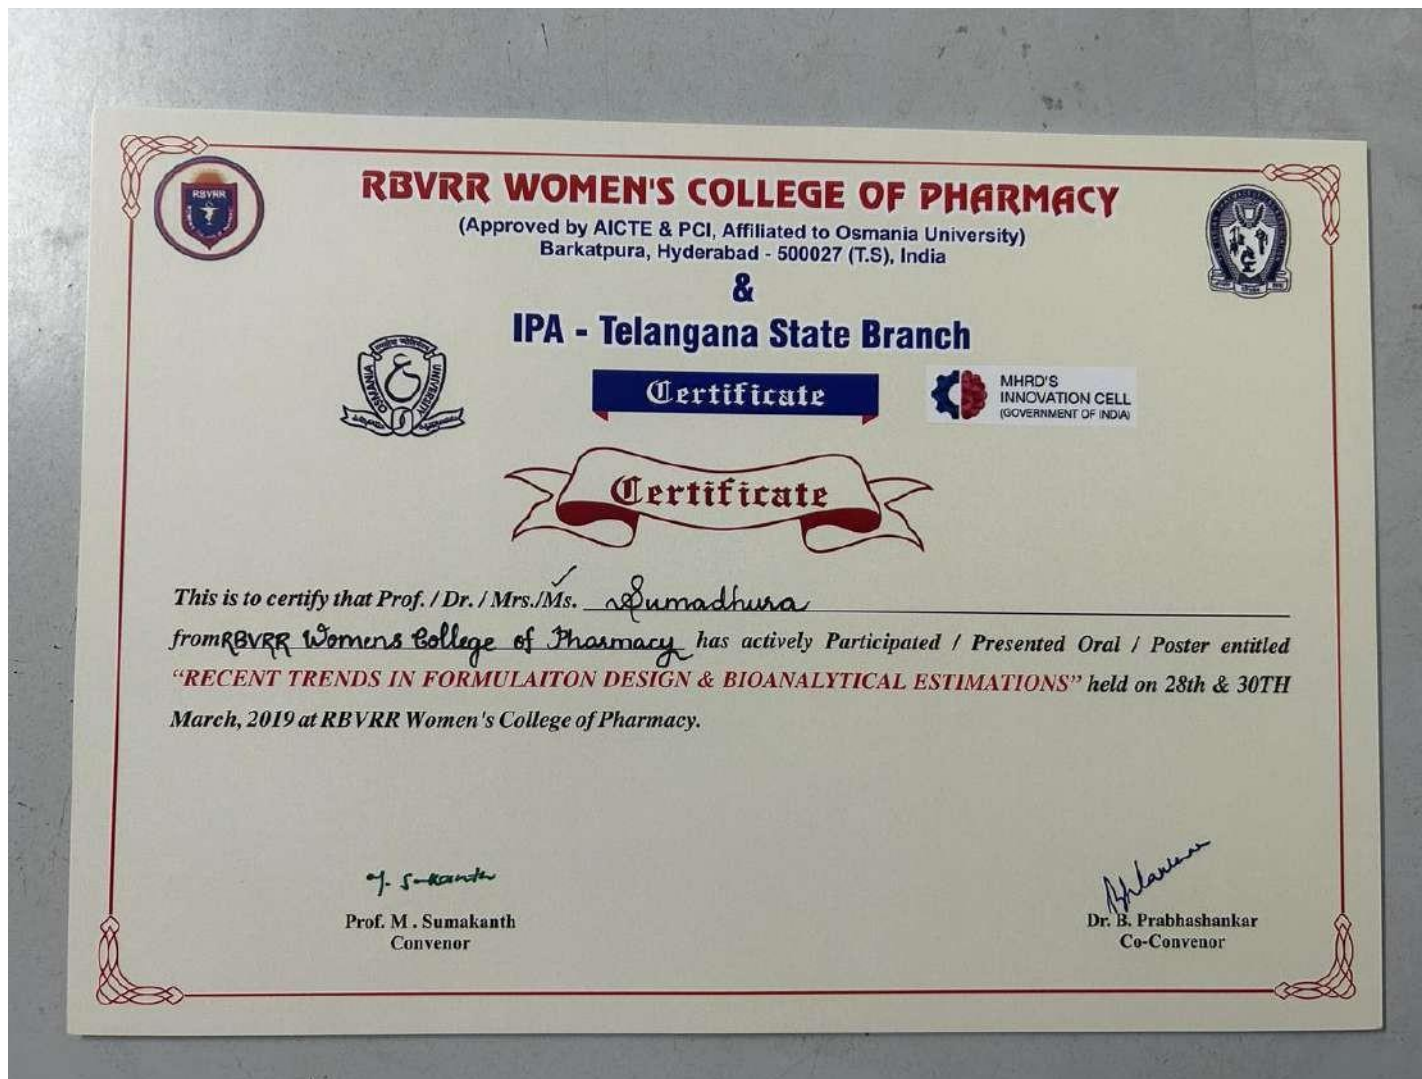 RBVRR WOMEN'S COLLEGE OF PHARMACY
RBVRR
(Approved by AICTE & PCI, Affiliated to Osmania University)
Barkatpura, Hyderabad - 500027 (T.S), India
&
IPA - Telangana State Branch
OSMANIA UNIVERSITY
Certificate
MHRD'S
INNOVATION CELL
(GOVERNMENT OF INDIA)
Certificate
This is to certify that Prof. / Dr. / Mrs./Ms. Sumadhura
from RBVRR Womens College of Pharmacy has actively Participated / Presented Oral / Poster entitled
“RECENT TRENDS IN FORMULAITON DESIGN & BIOANALYTICAL ESTIMATIONS” held on 28th & 30TH
March, 2019 at RBVRR Women's College of Pharmacy.
Prof. M . Sumakanth
Convenor
Dr. B. Prabhashankar
Co-Convenor